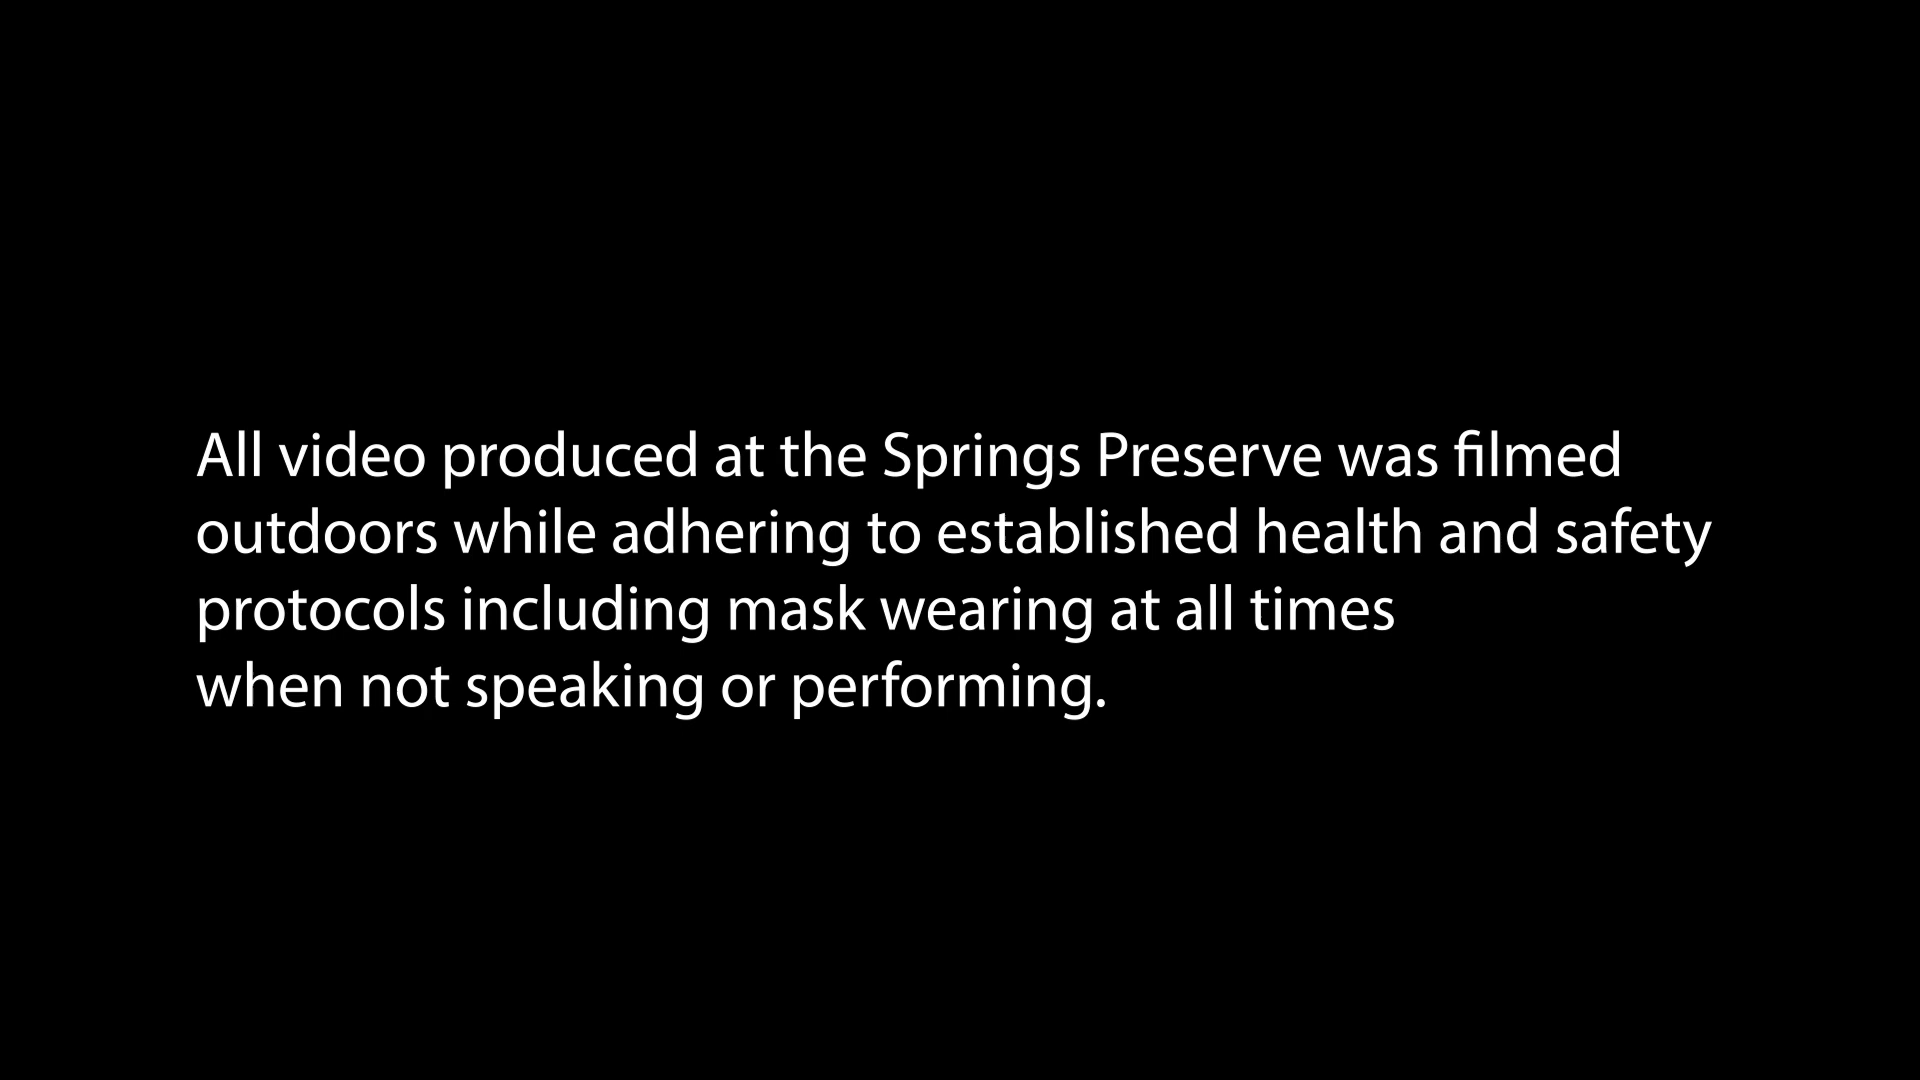 All video produced at the Springs Preserve was filmed
outdoors while adhering to established health and safety
protocols including mask wearing at all times
when not speaking or performing.